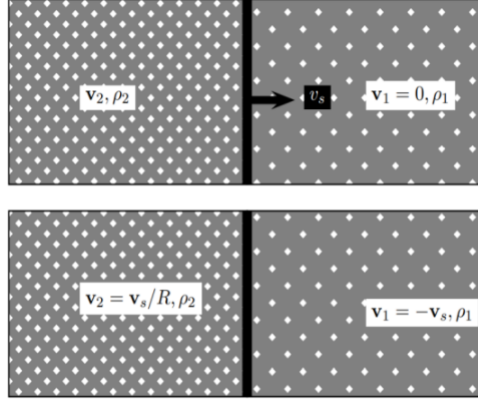 v₂, ρ₂
vₛ
v₁ = 0, ρ₁
v₂ = vₛ/R, ρ₂
v₁ = −vₛ, ρ₁